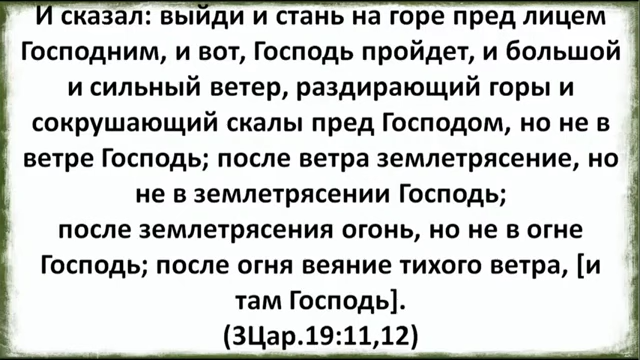 И сказал: выйди и стань на горе пред лицем
Господним, и вот, Господь пройдет, и большой
и сильный ветер, раздирающий горы и
сокрушающий скалы пред Господом, но не в
ветре Господь; после ветра землетрясение, но
не в землетрясении Господь;
после землетрясения огонь, но не в огне
Господь; после огня веяние тихого ветра, [и
там Господь].
(3Цар.19:11,12)